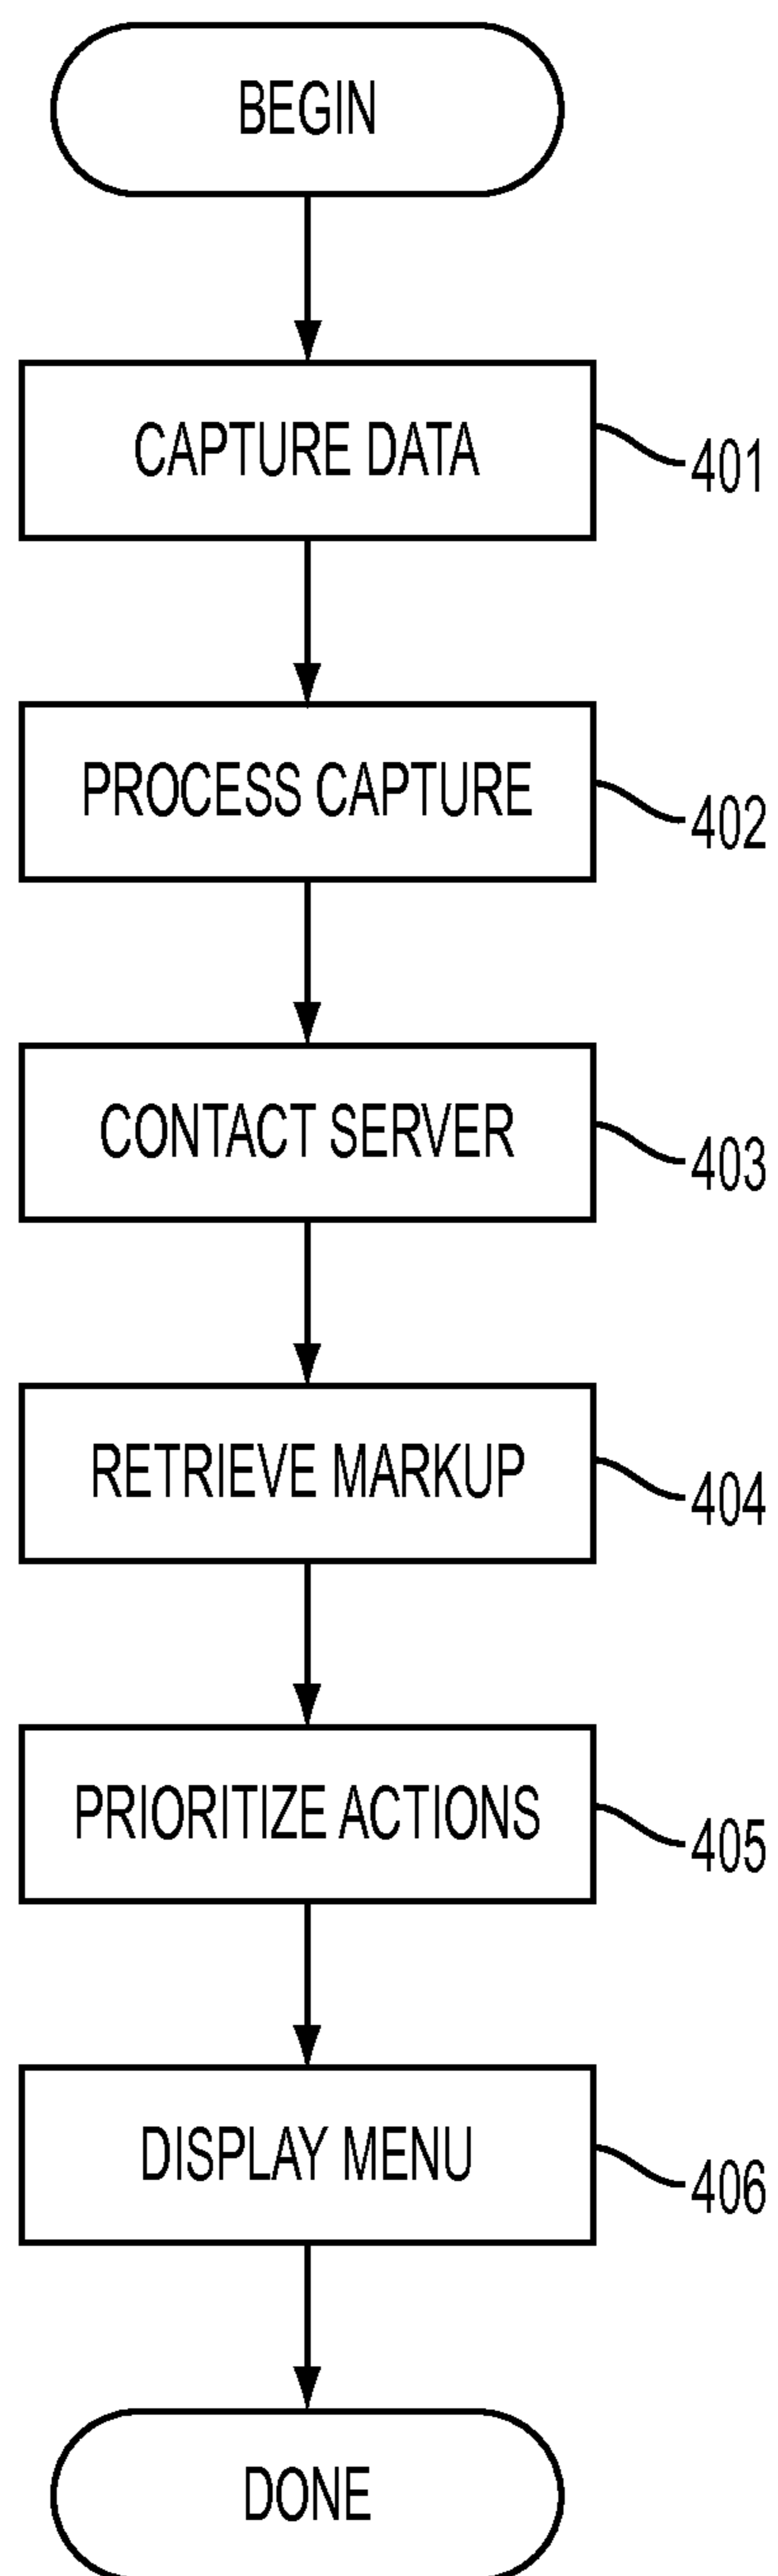 BEGIN
CAPTURE DATA
401
PROCESS CAPTURE
402
CONTACT SERVER
403
RETRIEVE MARKUP
404
PRIORITIZE ACTIONS
405
DISPLAY MENU
406
DONE